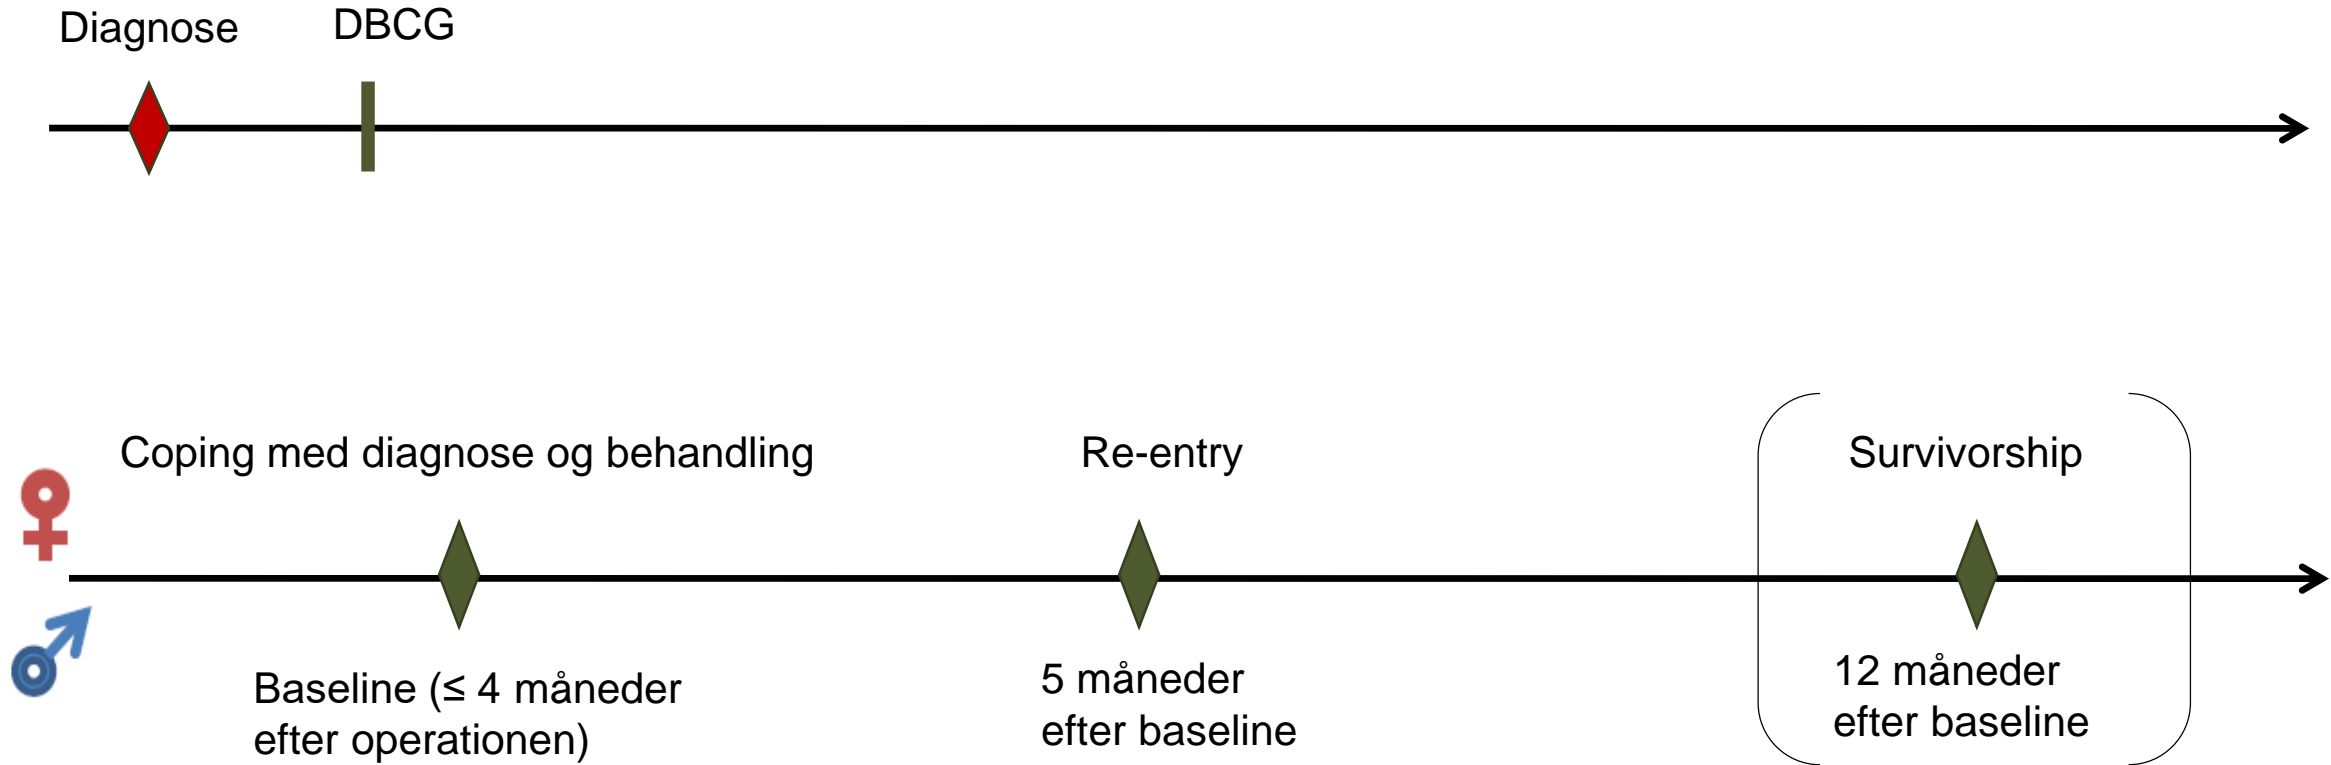 Diagnose
DBCG
Coping med diagnose og behandling
Re-entry
Survivorship
Baseline (≤ 4 måneder
efter operationen)
5 måneder
efter baseline
12 måneder
efter baseline